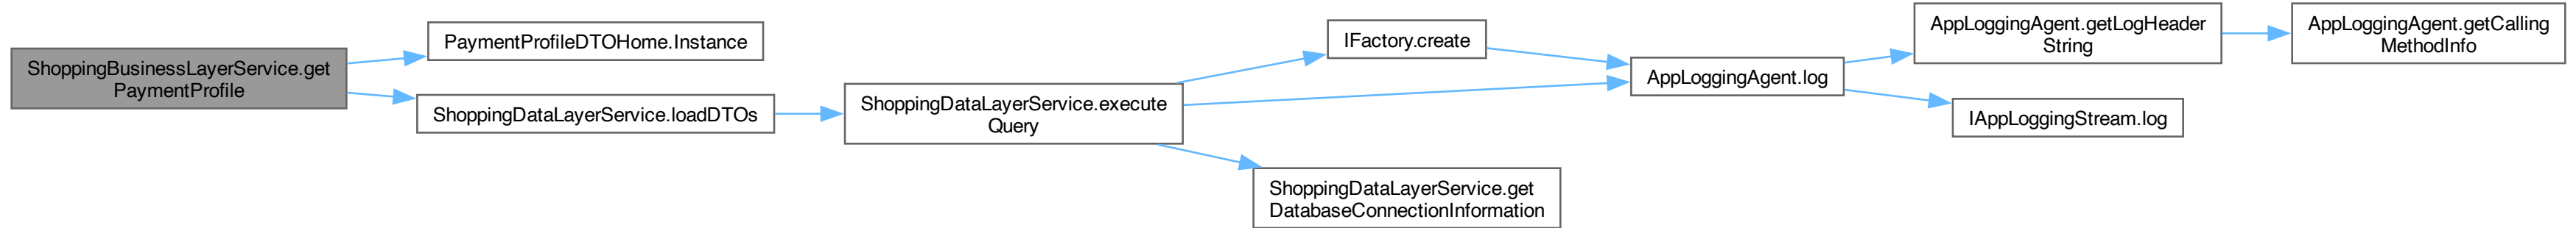 ShoppingBusinessLayerService.get
PaymentProfile
PaymentProfileDTOHome.Instance
ShoppingDataLayerService.loadDTOs
ShoppingDataLayerService.execute
Query
IFactory.create
ShoppingDataLayerService.get
DatabaseConnectionInformation
AppLoggingAgent.log
AppLoggingAgent.getLogHeader
String
IAppLoggingStream.log
AppLoggingAgent.getCalling
MethodInfo